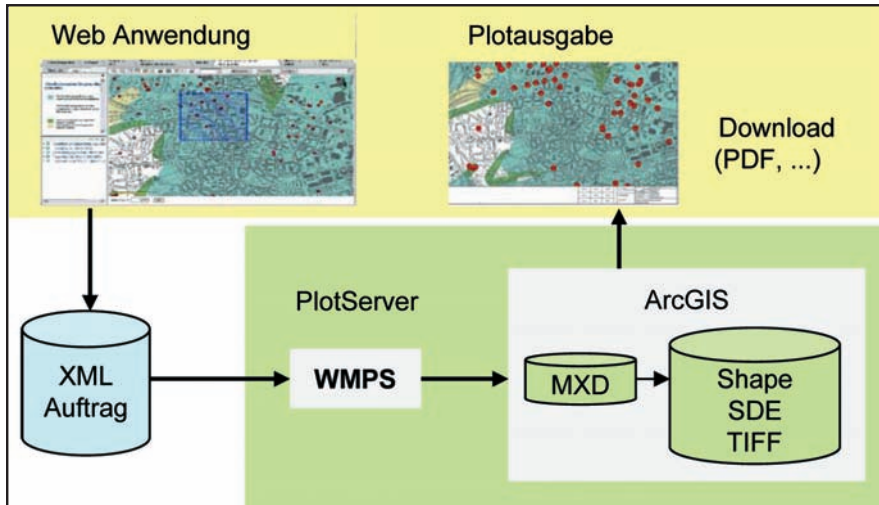 Web Anwendung
Plotausgabe
Download
(PDF, ...)
PlotServer
ArcGIS
XML
Auftrag
WMPS
MXD
Shape
SDE
TIFF